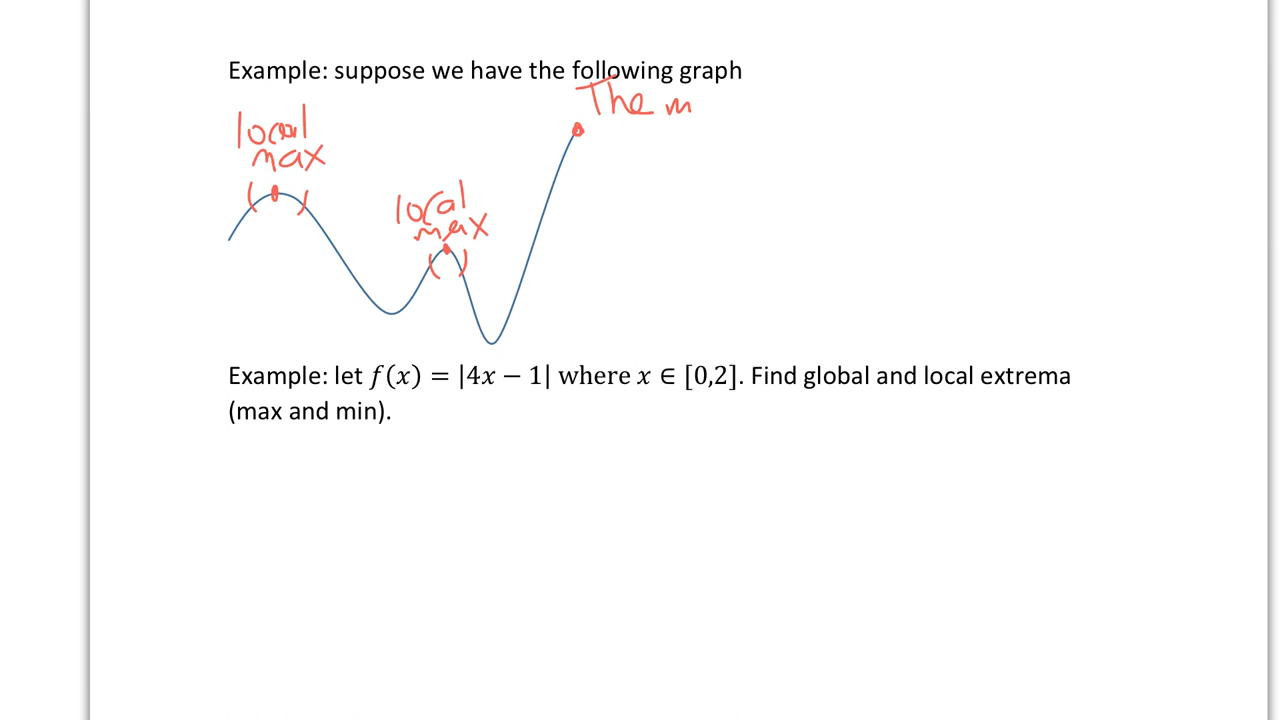 Example: suppose we have the following graph
The m
local
max
local
max
Example: let f(x) = |4x − 1| where x ∈ [0,2]. Find global and local extrema
(max and min).